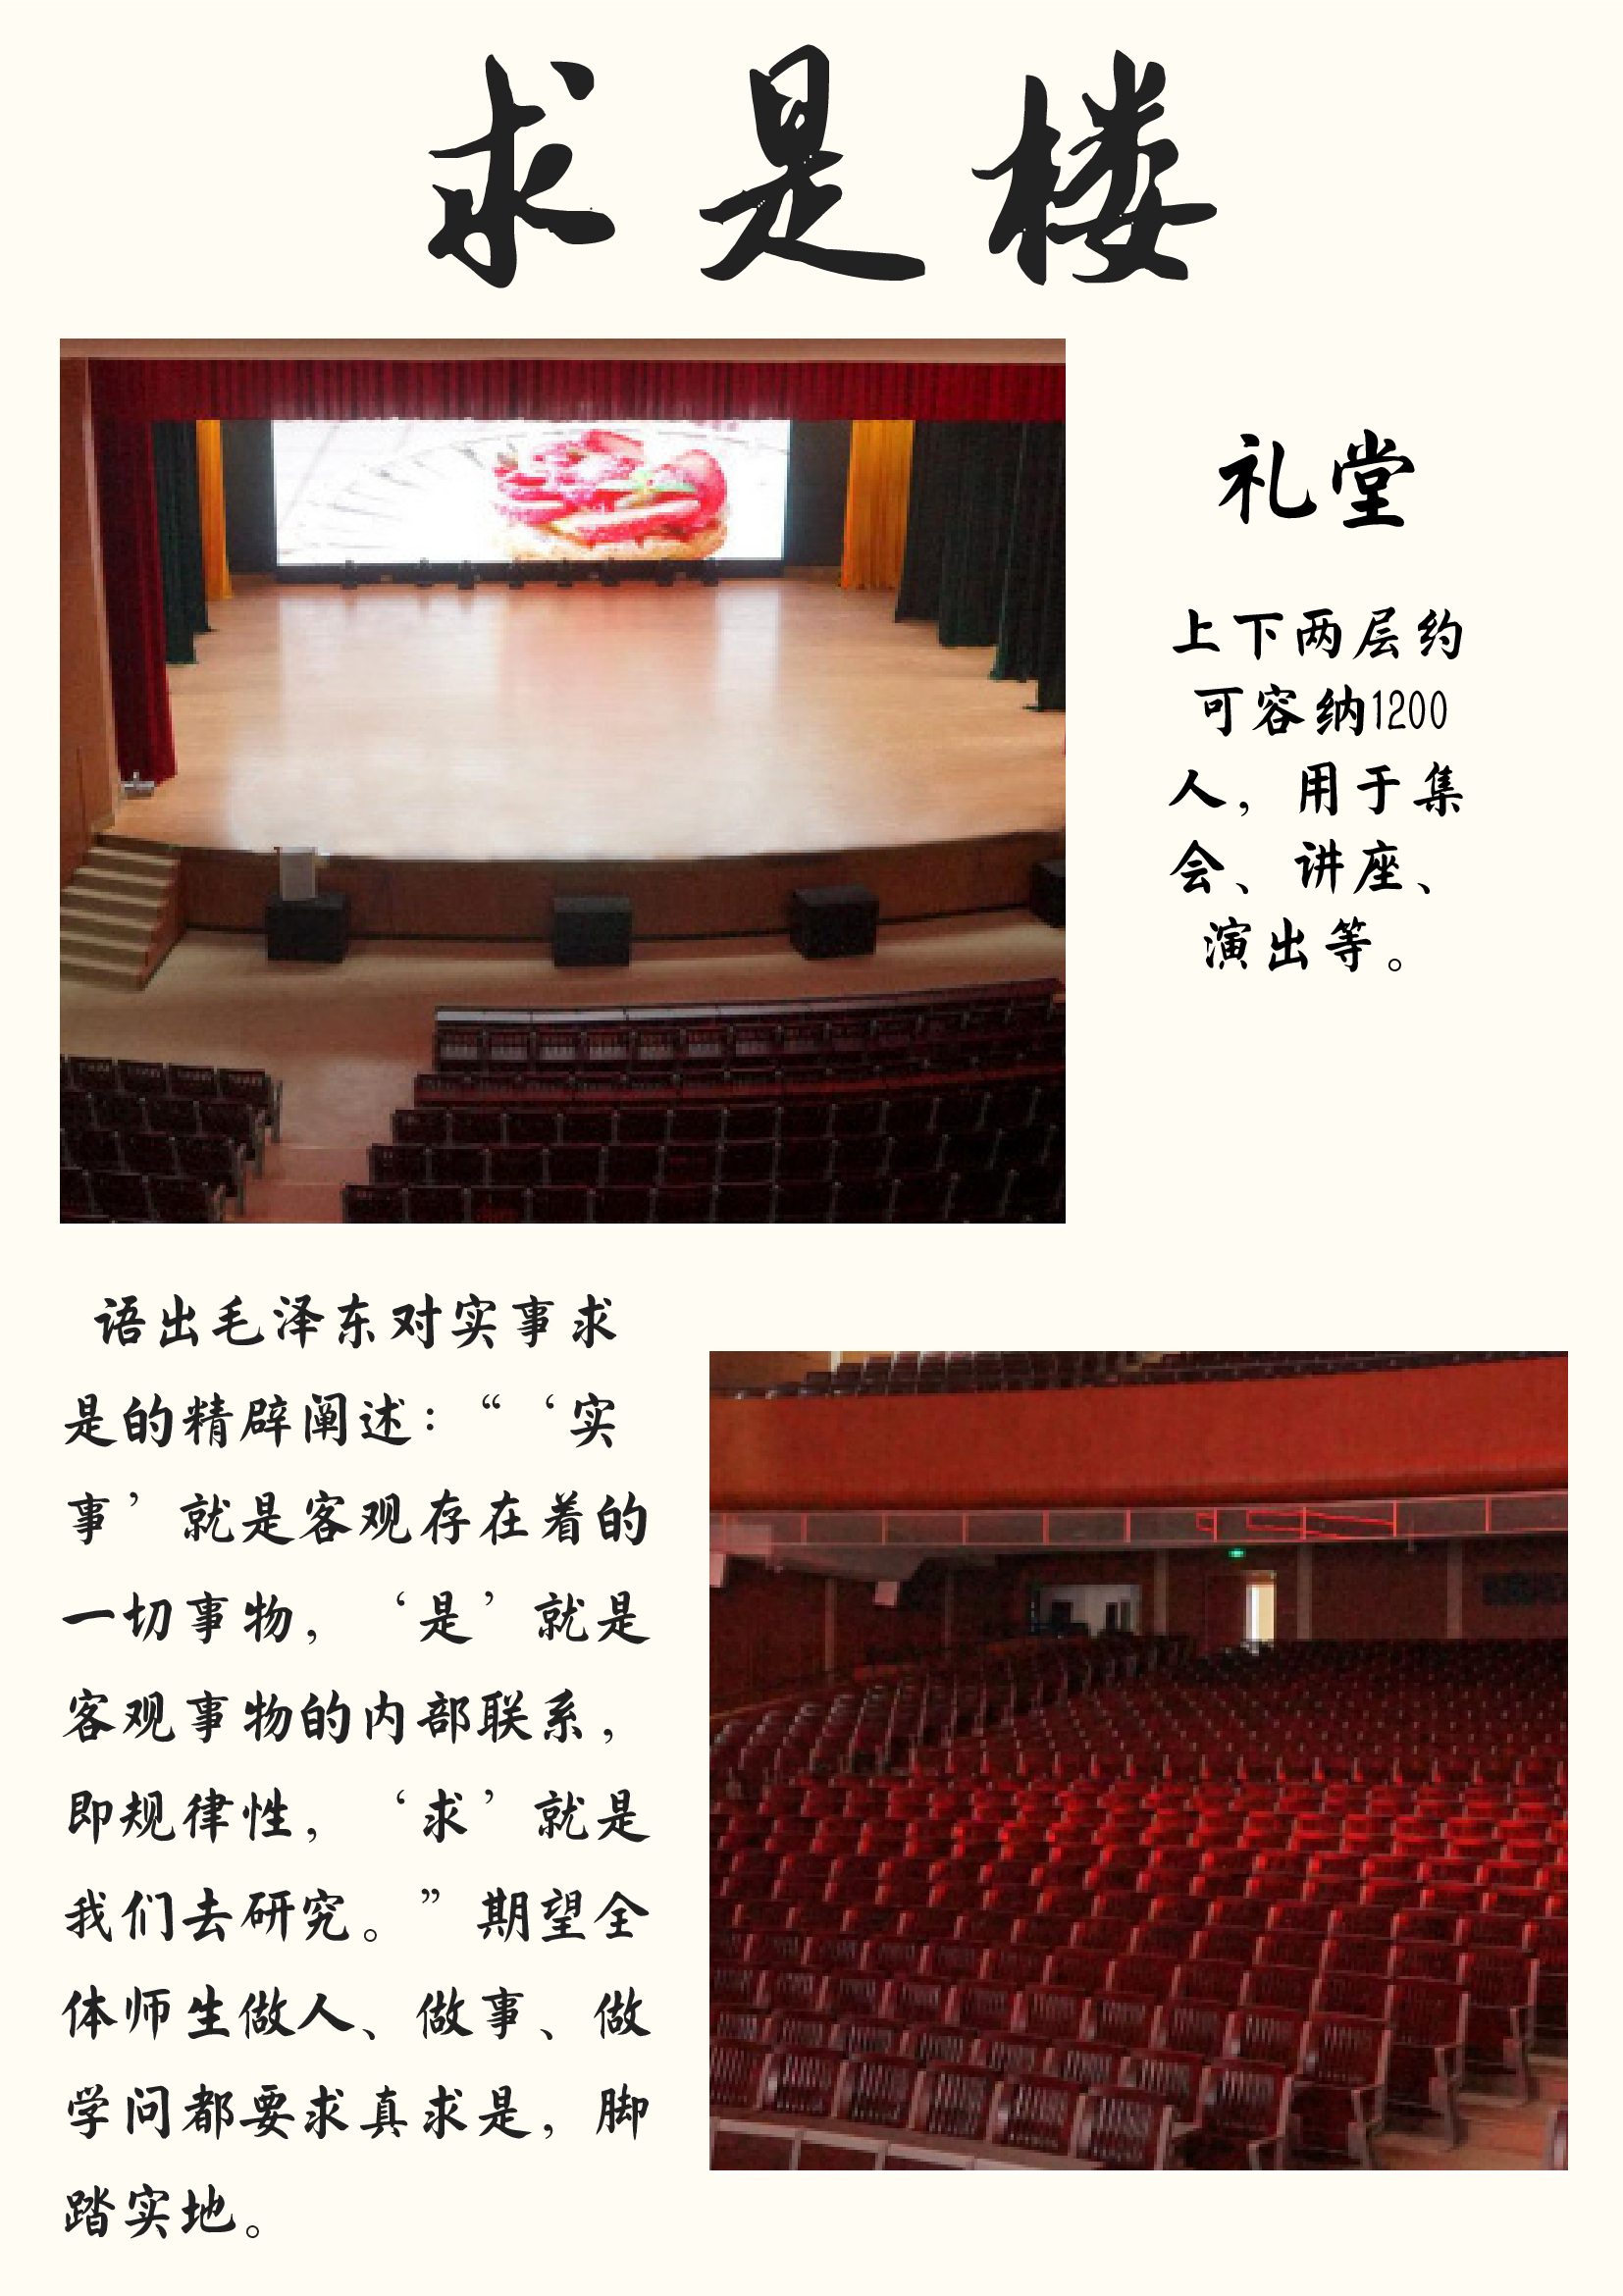 求是楼
礼堂
上下两层约
可容纳1200
人，用于集
会、讲座、
演出等。
语出毛泽东对实事求
是的精辟阐述：“‘实
事’就是客观存在着的
一切事物，‘是’就是
客观事物的内部联系，
即规律性，‘求’就是
我们去研究。”期望全
体师生做人、做事、做
学问都要求真求是，脚
踏实地。